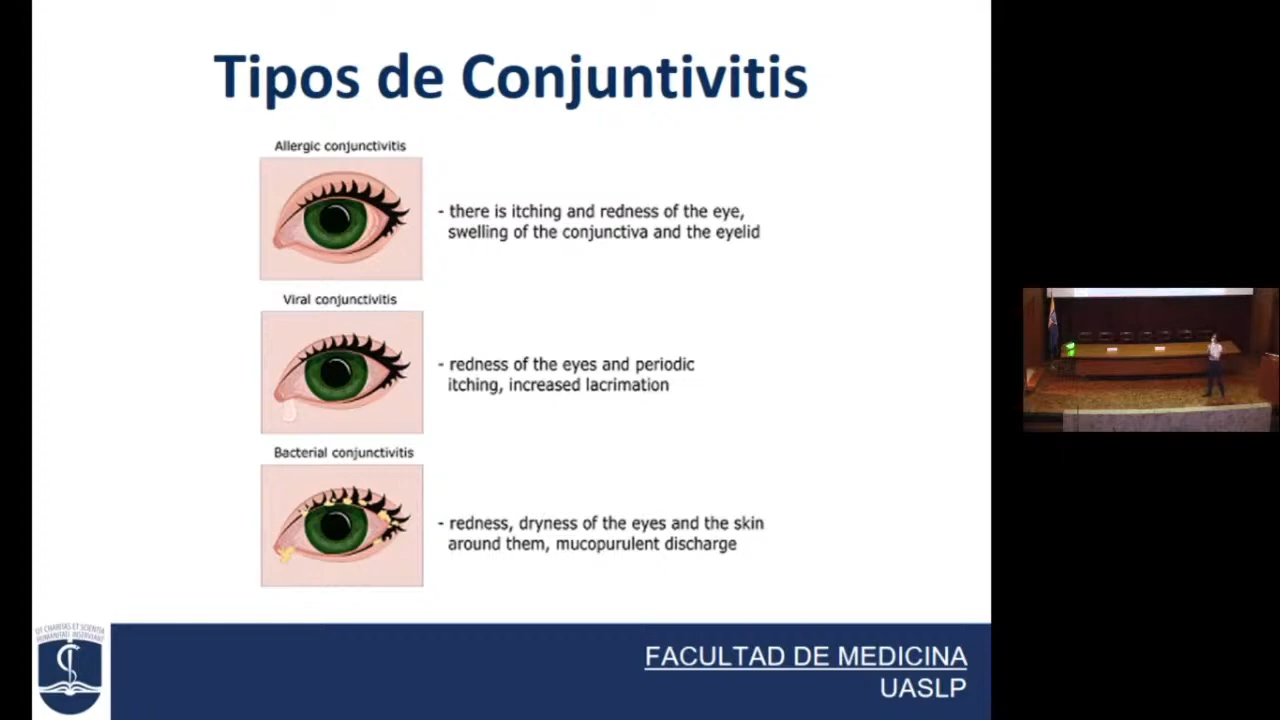 Tipos de Conjuntivitis
Allergic conjunctivitis
- there is itching and redness of the eye,
swelling of the conjunctiva and the eyelid
Viral conjunctivitis
- redness of the eyes and periodic
itching, increased lacrimation
Bacterial conjunctivitis
- redness, dryness of the eyes and the skin
around them, mucopurulent discharge
FACULTAD DE MEDICINA
UASLP